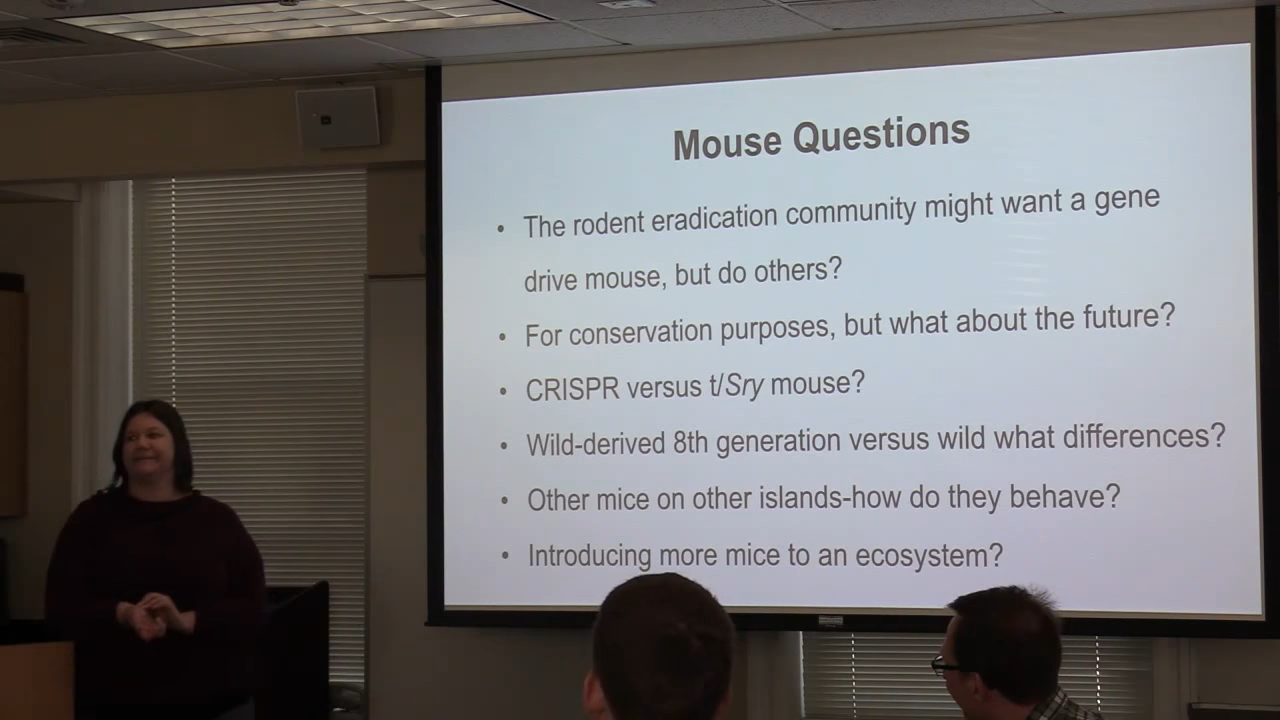 Mouse Questions
• The rodent eradication community might want a gene
drive mouse, but do others?
• For conservation purposes, but what about the future?
• CRISPR versus t/Sry mouse?
• Wild-derived 8th generation versus wild what differences?
• Other mice on other islands-how do they behave?
• Introducing more mice to an ecosystem?